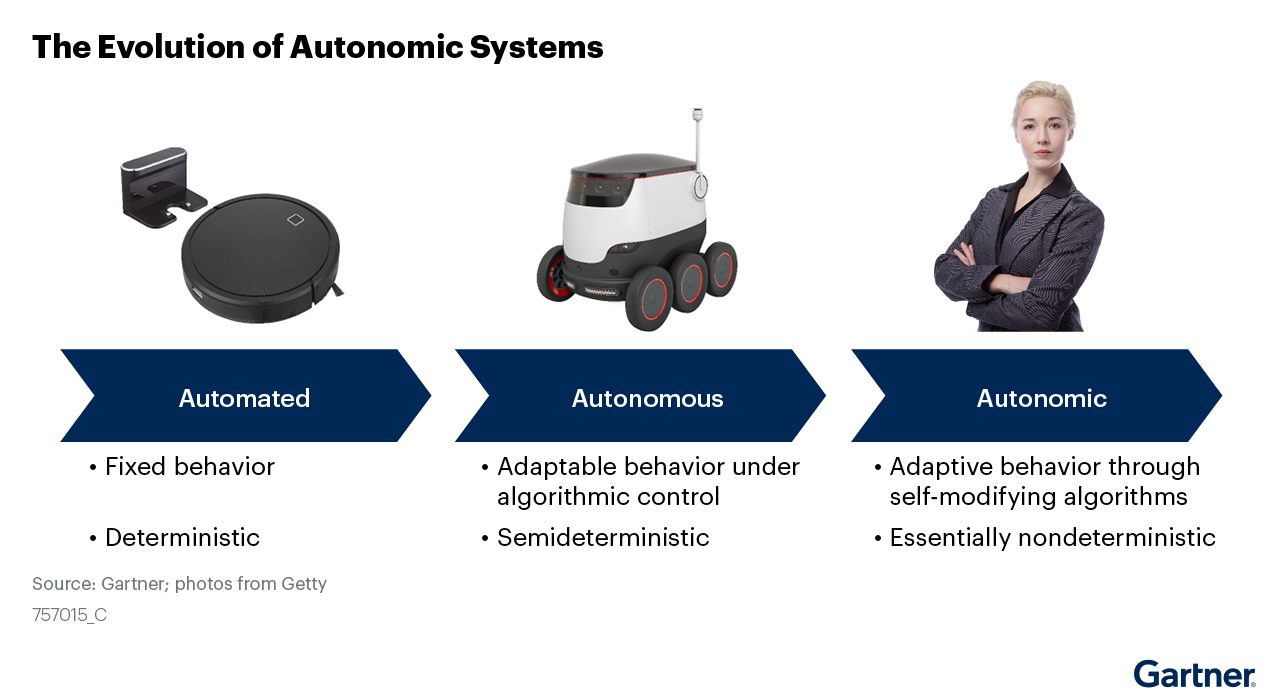 The Evolution of Autonomic Systems
Automated
Autonomous
Autonomic
• Fixed behavior
• Deterministic
• Adaptable behavior under
algorithmic control
• Semideterministic
• Adaptive behavior through
self-modifying algorithms
• Essentially nondeterministic
Source: Gartner; photos from Getty
757015_C
Gartner®